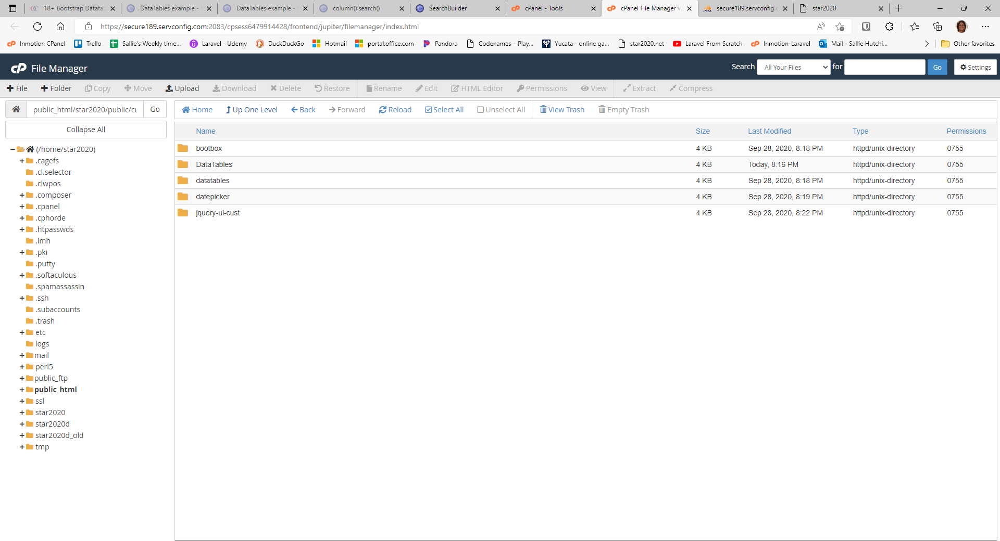 18+ Bootstrap Datatab
DataTables example -
DataTables example -
column().search()
SearchBuilder
cPanel - Tools
cPanel File Manager v
secure189.servconfig.c
star2020
https://secure189.servconfig.com:2083/cpsess6479914428/frontend/jupiter/filemanager/index.html
Inmotion CPanel
Trello
Sallie's Weekly time...
Laravel - Udemy
DuckDuckGo
Hotmail
portal.office.com
Pandora
Codenames – Play...
Yucata - online ga...
star2020.net
Laravel From Scratch
Inmotion-Laravel
Mail - Sallie Hutchi...
Other favorites
cP File Manager
Search All Your Files for Go Settings
File Folder Copy Move Upload Download Delete Restore Rename Edit HTML Editor Permissions View Extract Compress
public_html/star2020/public/cu Go
Home Up One Level Back Forward Reload Select All Unselect All View Trash Empty Trash
Collapse All
(/home/star2020)
.cagefs
.cl.selector
.clwpos
.composer
.cpanel
.cphorde
.htpasswds
.imh
.pki
.putty
.softaculous
.spamassassin
.ssh
.subaccounts
.trash
etc
logs
mail
perl5
public_ftp
public_html
ssl
star2020
star2020d
star2020d_old
tmp
Name Size Last Modified Type Permissions
bootbox 4 KB Sep 28, 2020, 8:18 PM httpd/unix-directory 0755
DataTables 4 KB Today, 8:16 PM httpd/unix-directory 0755
datatables 4 KB Sep 28, 2020, 8:18 PM httpd/unix-directory 0755
datepicker 4 KB Sep 28, 2020, 8:19 PM httpd/unix-directory 0755
jquery-ui-cust 4 KB Sep 28, 2020, 8:22 PM httpd/unix-directory 0755